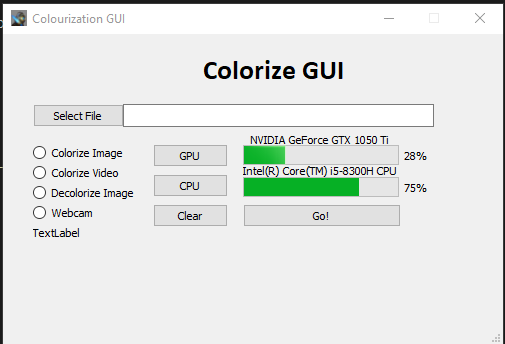 Colourization GUI
Colorize GUI
Select File
NVIDIA GeForce GTX 1050 Ti
Colorize Image
GPU
28%
Intel(R) Core(TM) i5-8300H CPU
Colorize Video
CPU
75%
Decolorize Image
Webcam
Clear
Go!
TextLabel